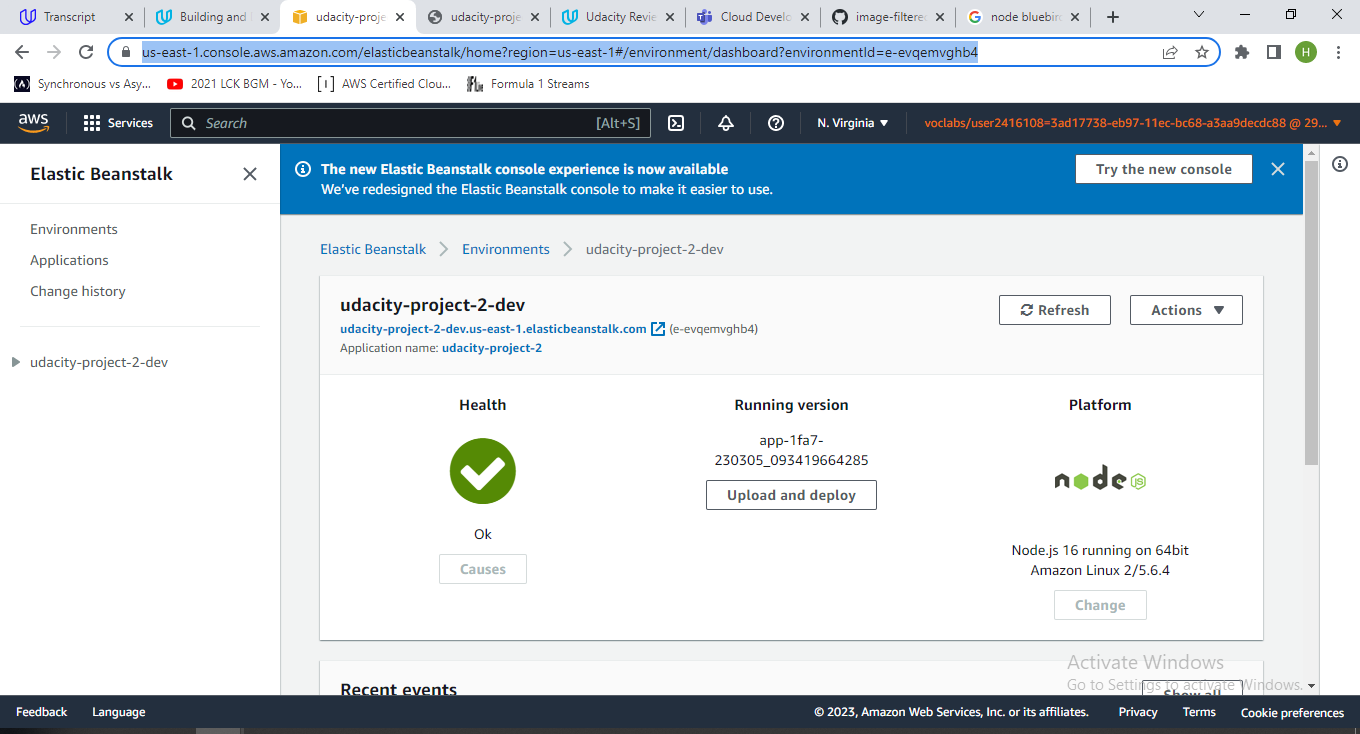 Transcript
Building and
udacity-proje
udacity-proje
Udacity Revie
Cloud Develo
image-filtere
node bluebir
us-east-1.console.aws.amazon.com/elasticbeanstalk/home?region=us-east-1#/environment/dashboard?environmentId=e-evqemvghb4
H
Synchronous vs Asy...
2021 LCK BGM - Yo...
AWS Certified Clou...
Formula 1 Streams
aws
Services
Search
[Alt+S]
N. Virginia
voclabs/user2416108=3ad17738-eb97-11ec-bc68-a3aa9decdc88 @ 29...
Elastic Beanstalk
Environments
Applications
Change history
udacity-project-2-dev
The new Elastic Beanstalk console experience is now available
We've redesigned the Elastic Beanstalk console to make it easier to use.
Try the new console
Elastic Beanstalk
Environments
udacity-project-2-dev
udacity-project-2-dev
udacity-project-2-dev.us-east-1.elasticbeanstalk.com (e-evqemvghb4)
Application name: udacity-project-2
Refresh
Actions
Health
Ok
Causes
Running version
app-1fa7-
230305_093419664285
Upload and deploy
Platform
node
JS
Node.js 16 running on 64bit
Amazon Linux 2/5.6.4
Change
Recent events
Show all
Activate Windows
Go to Settings to activate Windows.
Feedback
Language
© 2023, Amazon Web Services, Inc. or its affiliates.
Privacy
Terms
Cookie preferences